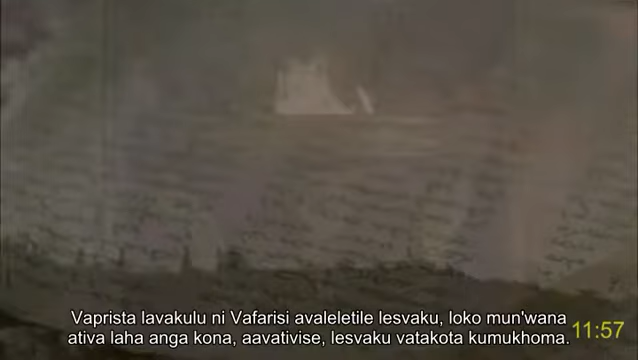 Vaprista lavakulu ni Vafarisi avaleletile lesvaku, loko mun'wana
ativa laha anga kona, aavativise, lesvaku vatakota kumukhoma.
11:57